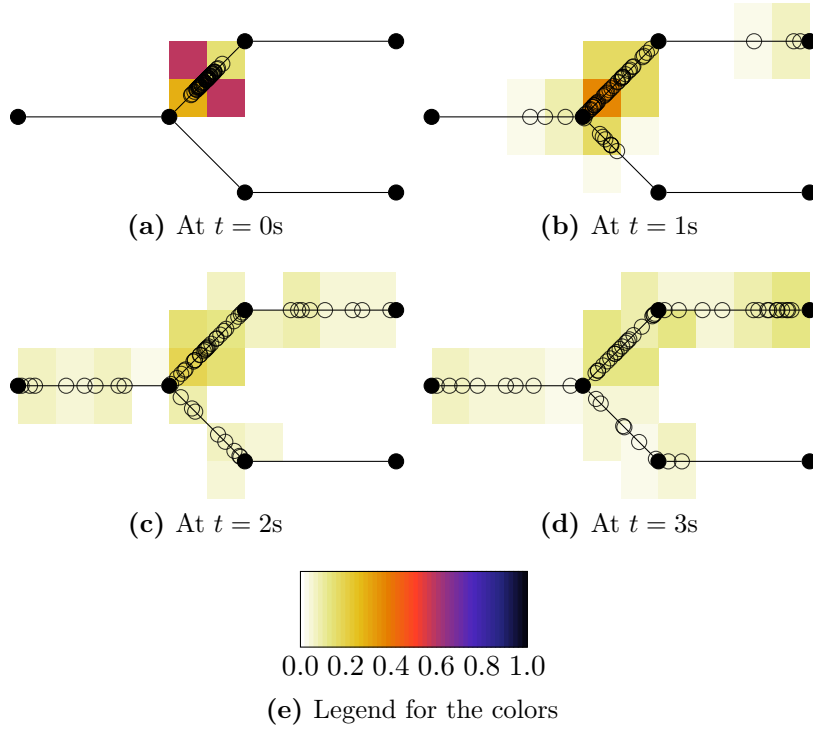 (a) At t = 0s
(b) At t = 1s
(c) At t = 2s
(d) At t = 3s
0.0 0.2 0.4 0.6 0.8 1.0
(e) Legend for the colors